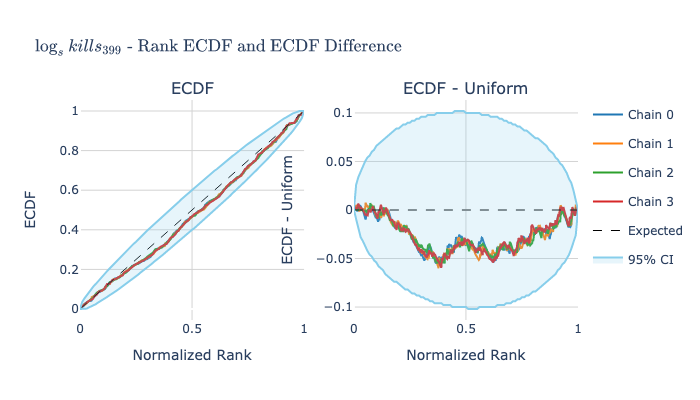 log_s kills_399 - Rank ECDF and ECDF Difference
ECDF
ECDF - Uniform
ECDF
1
0.8
0.6
0.4
0.2
0
0
0.5
1
Normalized Rank
ECDF - Uniform
0.1
0.05
0
−0.05
−0.1
0
0.5
1
Normalized Rank
Chain 0
Chain 1
Chain 2
Chain 3
Expected
95% CI